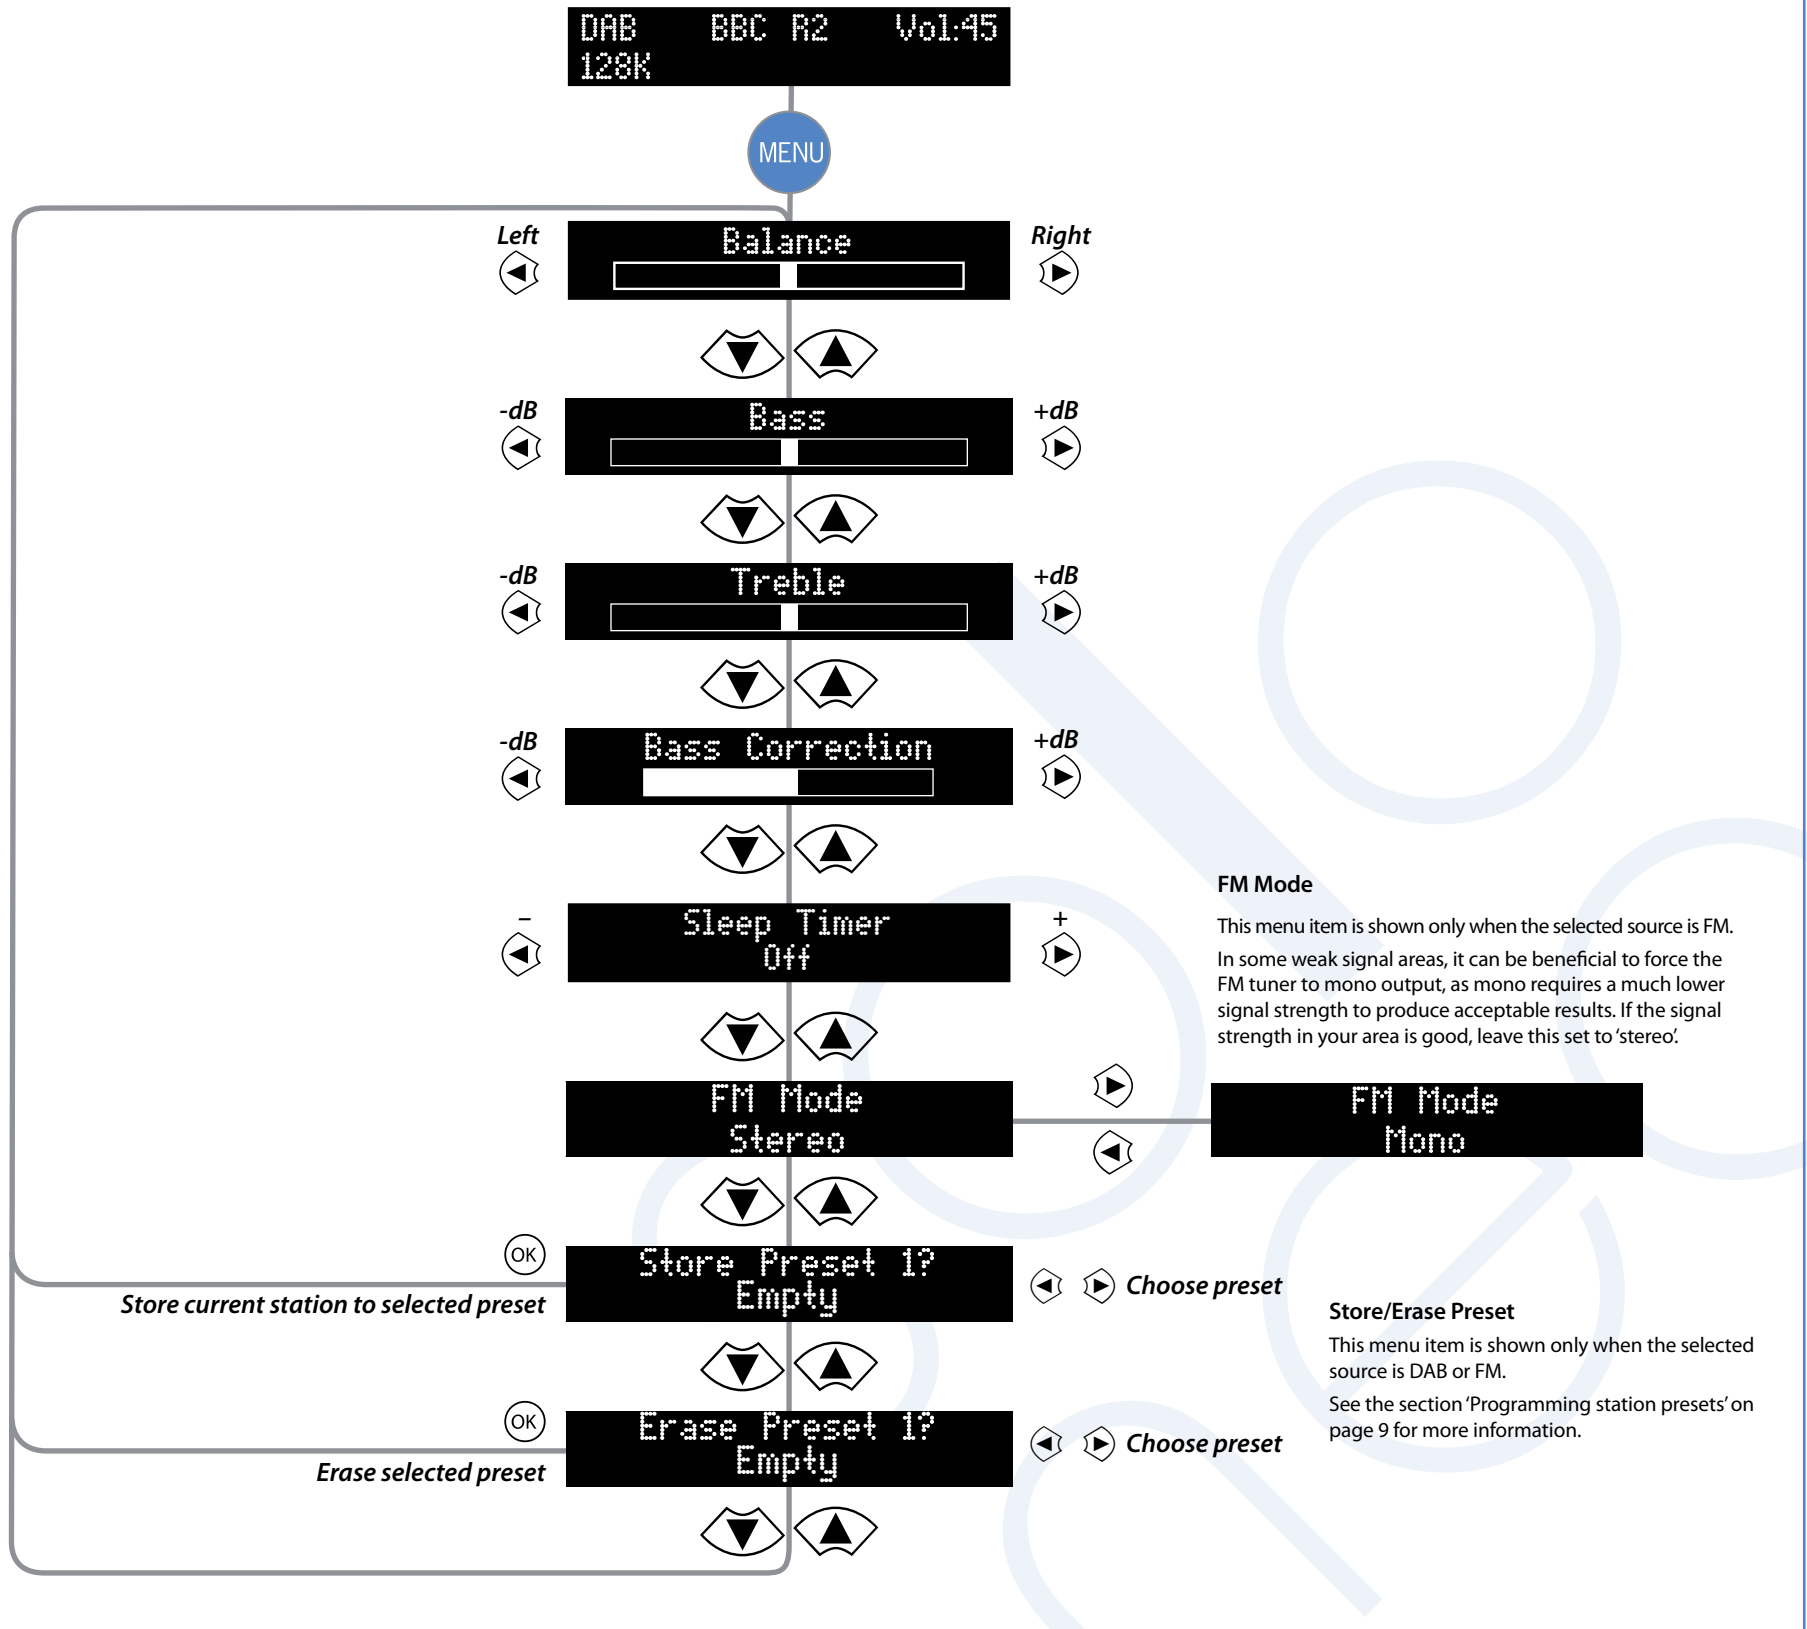 DAB BBC R2 Vol:45
128K
MENU
Left
Balance
Right
-dB
Bass
+dB
-dB
Treble
+dB
-dB
Bass Correction
+dB
–
Sleep Timer
Off
+
FM Mode
This menu item is shown only when the selected source is FM.
In some weak signal areas, it can be beneficial to force the
FM tuner to mono output, as mono requires a much lower
signal strength to produce acceptable results. If the signal
strength in your area is good, leave this set to ‘stereo’.
FM Mode
Stereo
FM Mode
Mono
OK
Store current station to selected preset
Store Preset 1?
Empty
Choose preset
Store/Erase Preset
This menu item is shown only when the selected
source is DAB or FM.
See the section ‘Programming station presets’ on
page 9 for more information.
OK
Erase selected preset
Erase Preset 1?
Empty
Choose preset